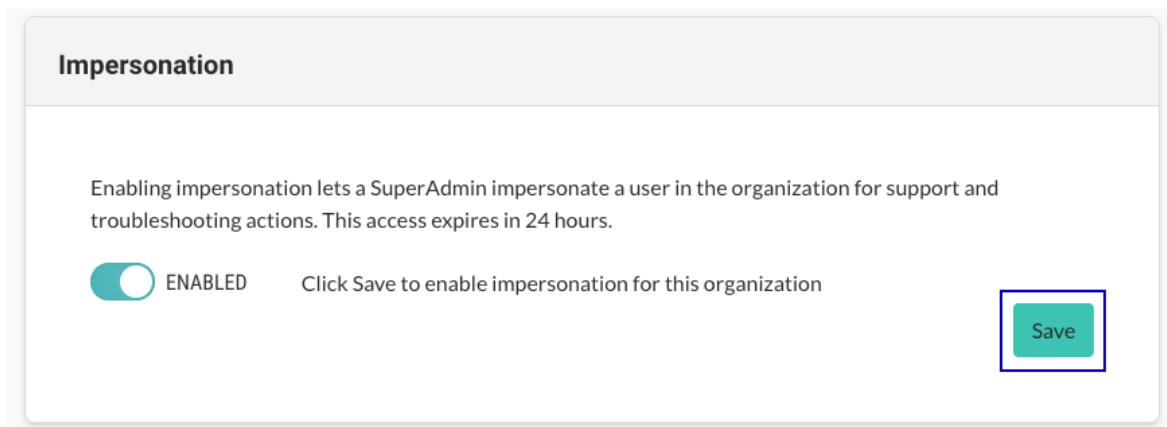 Impersonation
Enabling impersonation lets a SuperAdmin impersonate a user in the organization for support and
troubleshooting actions. This access expires in 24 hours.
ENABLED Click Save to enable impersonation for this organization
Save